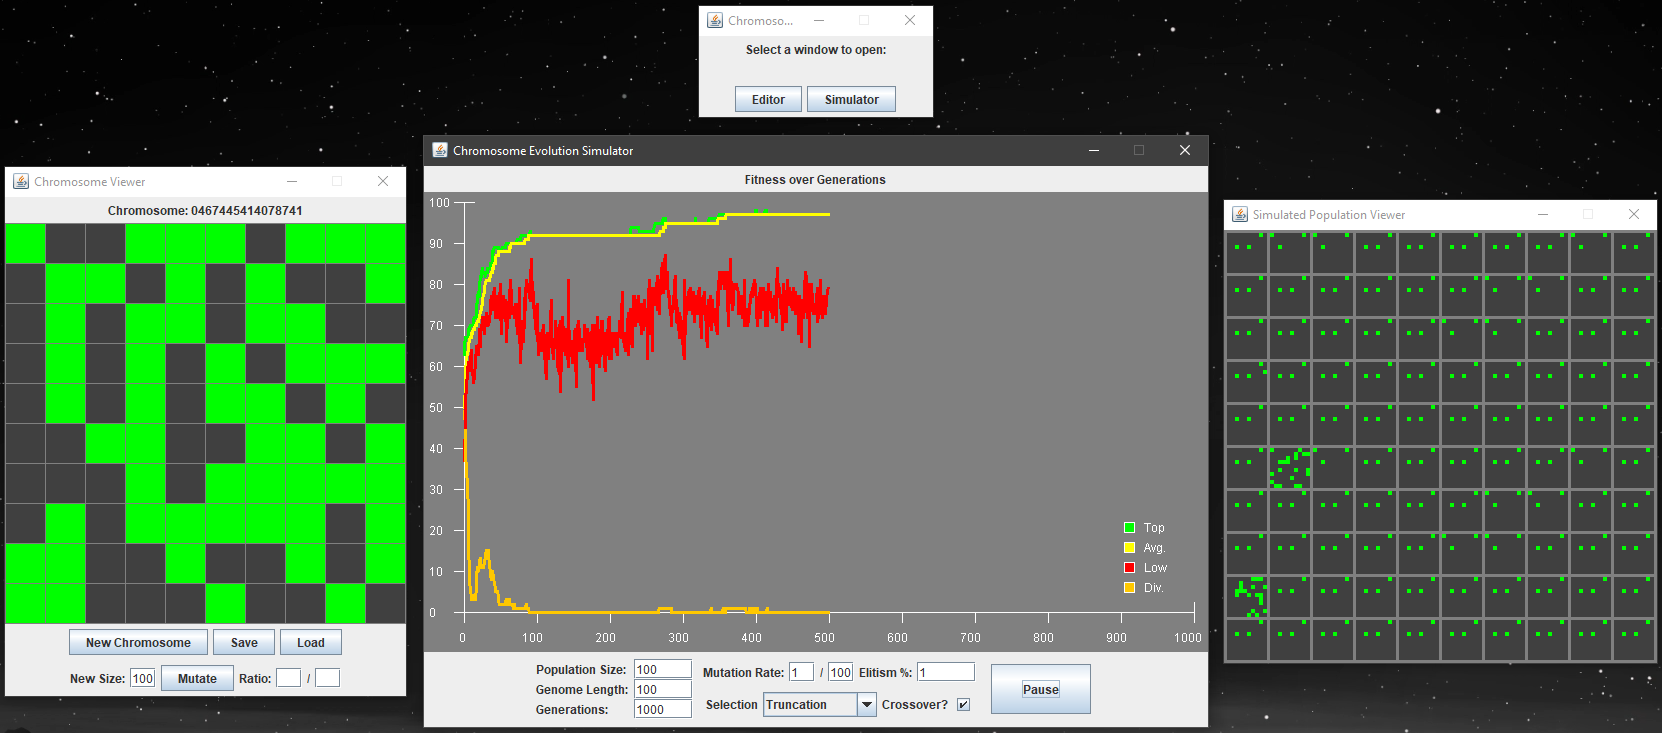 Chromoso...
Select a window to open:
Editor Simulator
Chromosome Viewer
Chromosome: 0467445414078741
New Chromosome Save Load
New Size: 100 Mutate Ratio: /
Chromosome Evolution Simulator
Fitness over Generations
100
90
80
70
60
50
40
30
20
10
0
0 100 200 300 400 500 600 700 800 900 1000
Top
Avg.
Low
Div.
Population Size: 100
Genome Length: 100
Generations: 1000
Mutation Rate: 1 / 100 Elitism %: 1
Selection Truncation Crossover?
Pause
Simulated Population Viewer